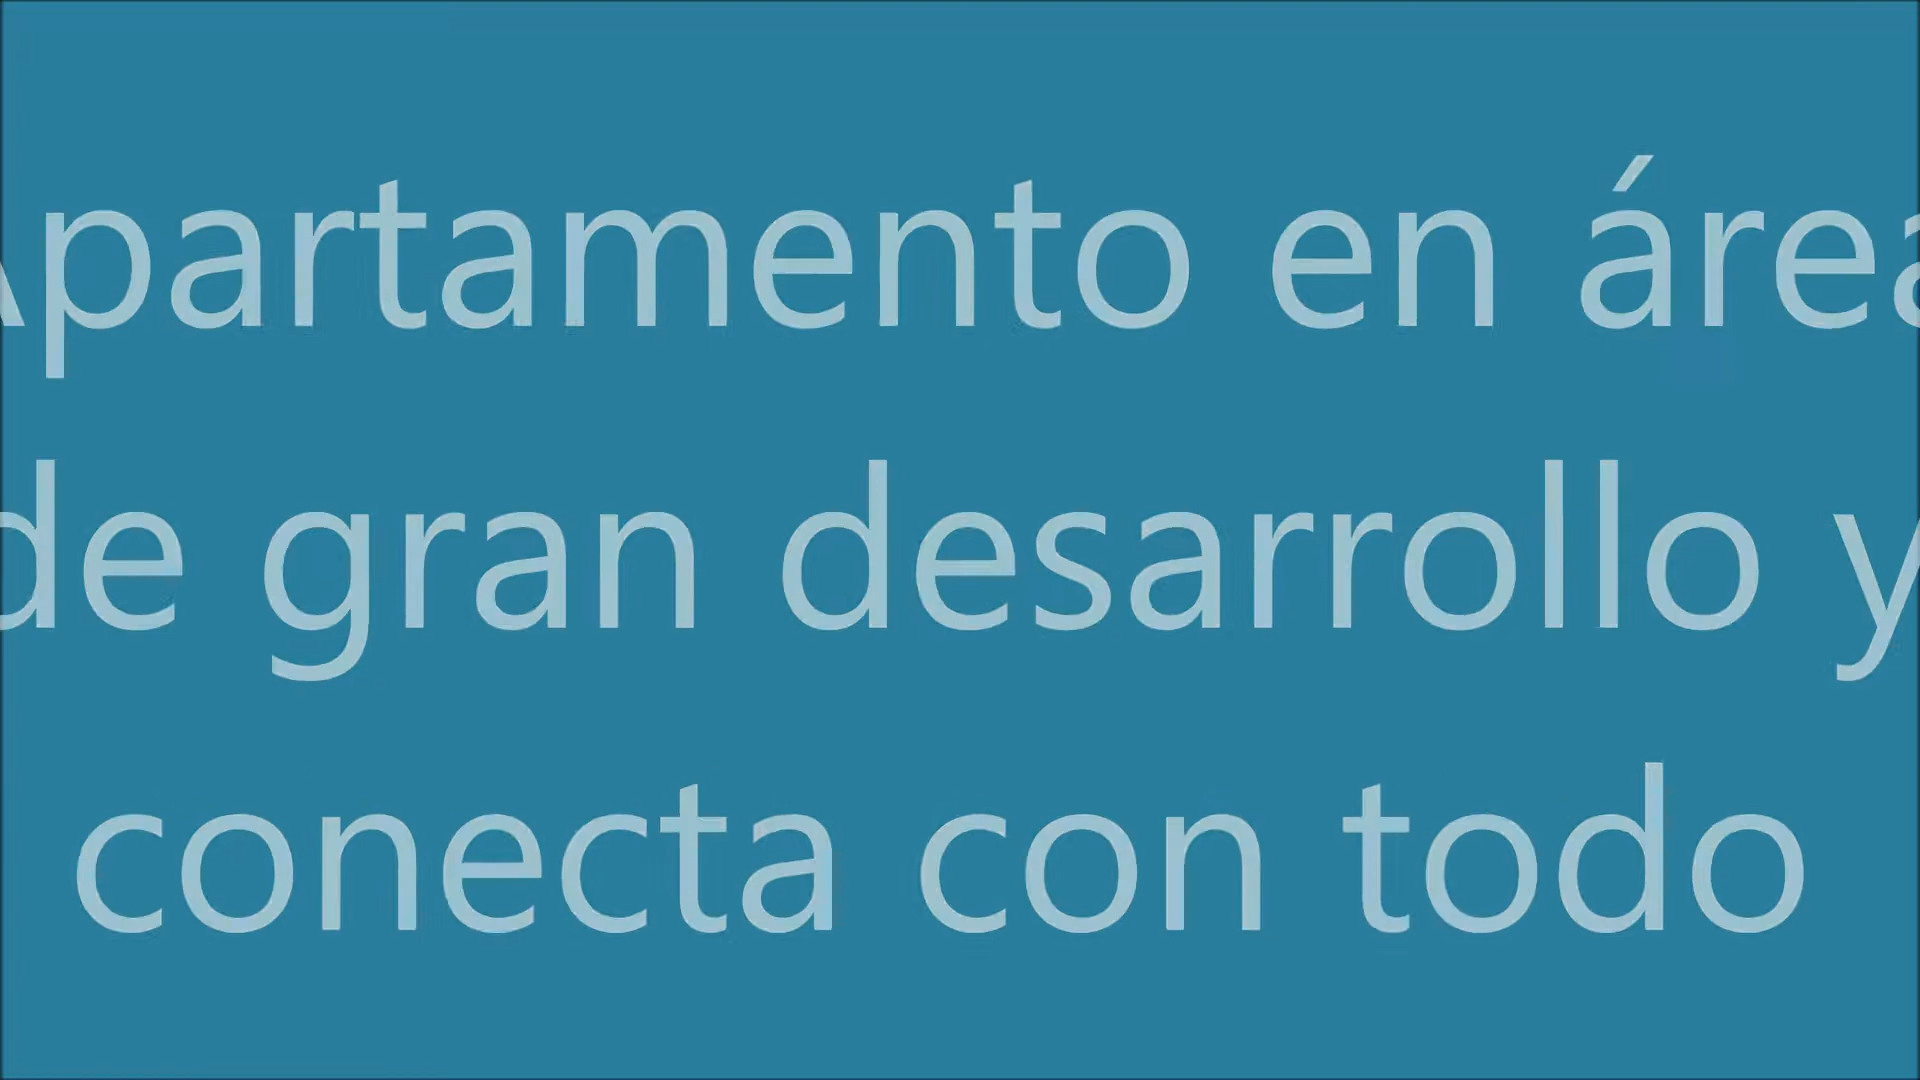 Apartamento en área
de gran desarrollo y
conecta con todo